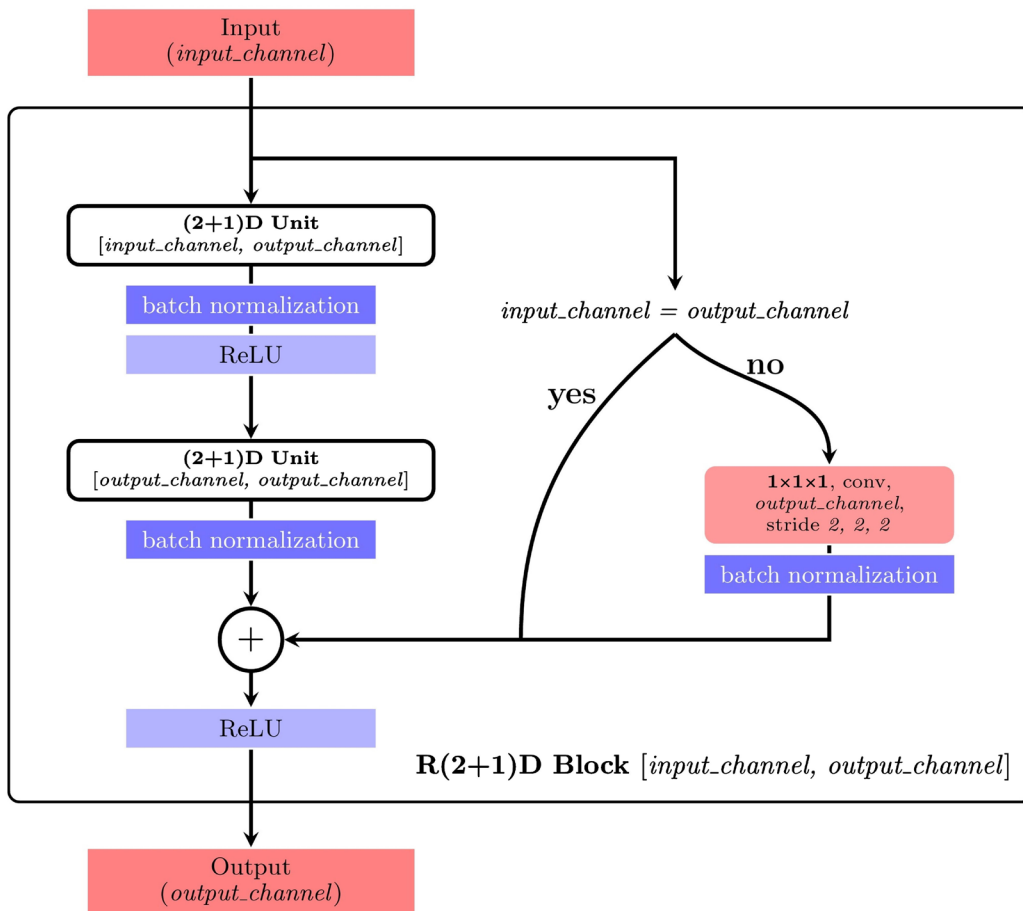 Input
(input_channel)
(2+1)D Unit
[input_channel, output_channel]
batch normalization
ReLU
input_channel = output_channel
yes
no
(2+1)D Unit
[output_channel, output_channel]
batch normalization
1×1×1, conv,
output_channel,
stride 2, 2, 2
batch normalization
+
ReLU
R(2+1)D Block [input_channel, output_channel]
Output
(output_channel)